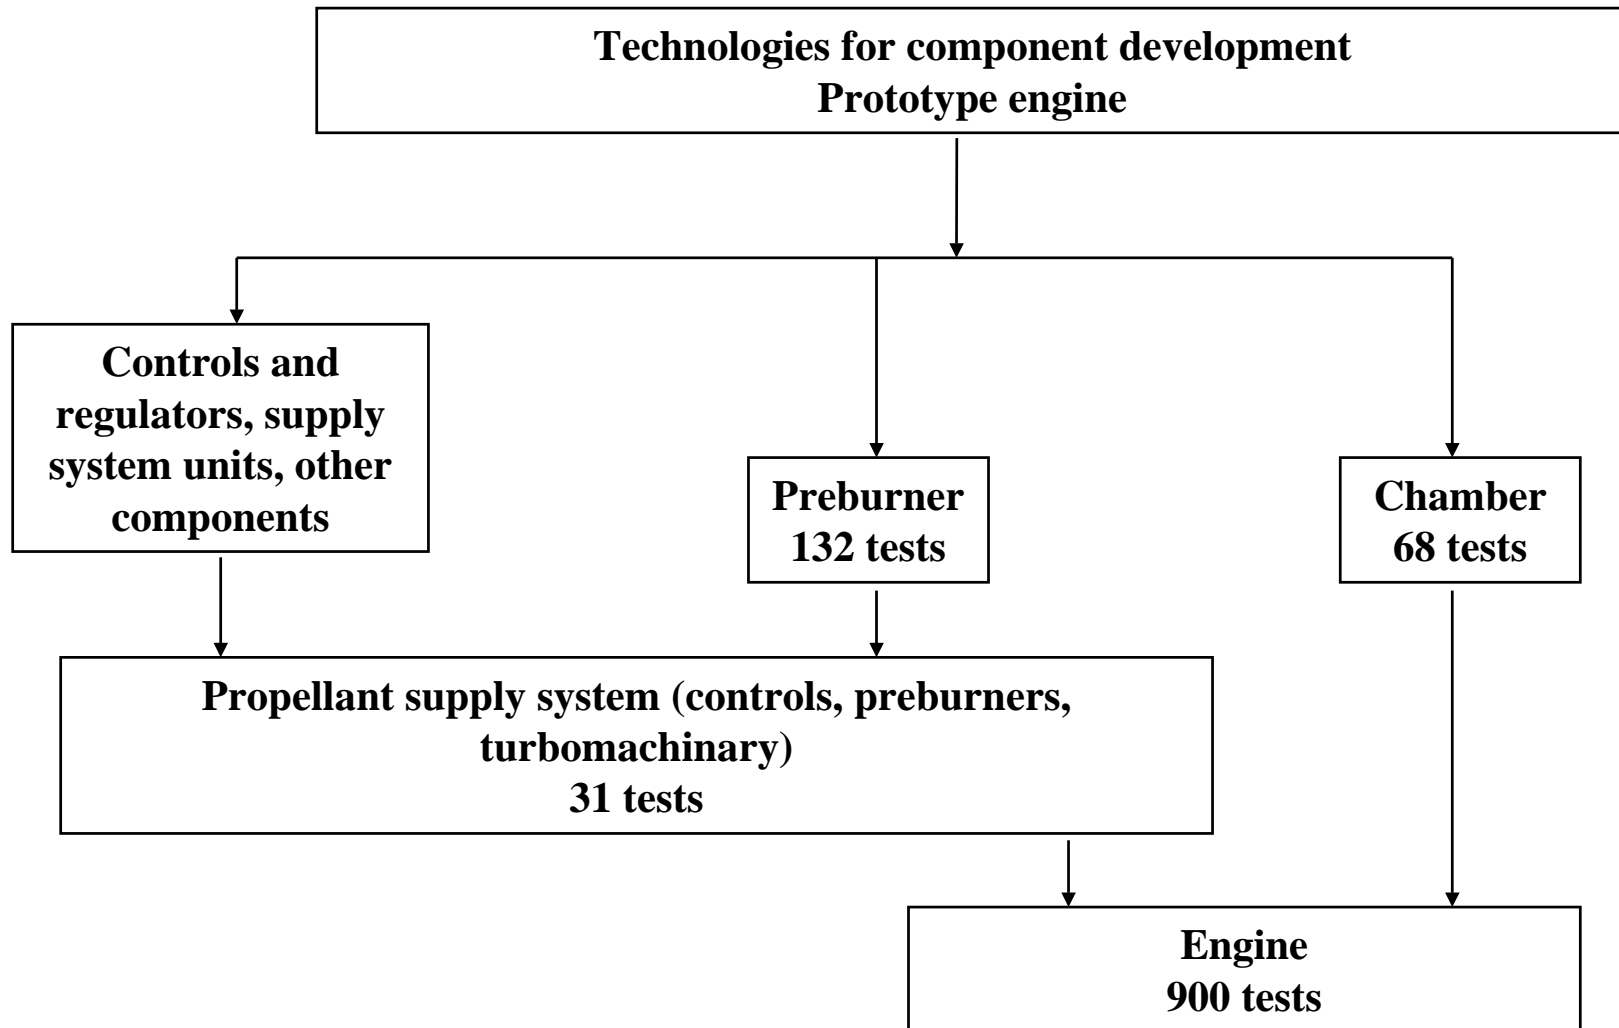 Technologies for component development
Prototype engine
Controls and
regulators, supply
system units, other
components
Preburner
132 tests
Chamber
68 tests
Propellant supply system (controls, preburners,
turbomachinary)
31 tests
Engine
900 tests